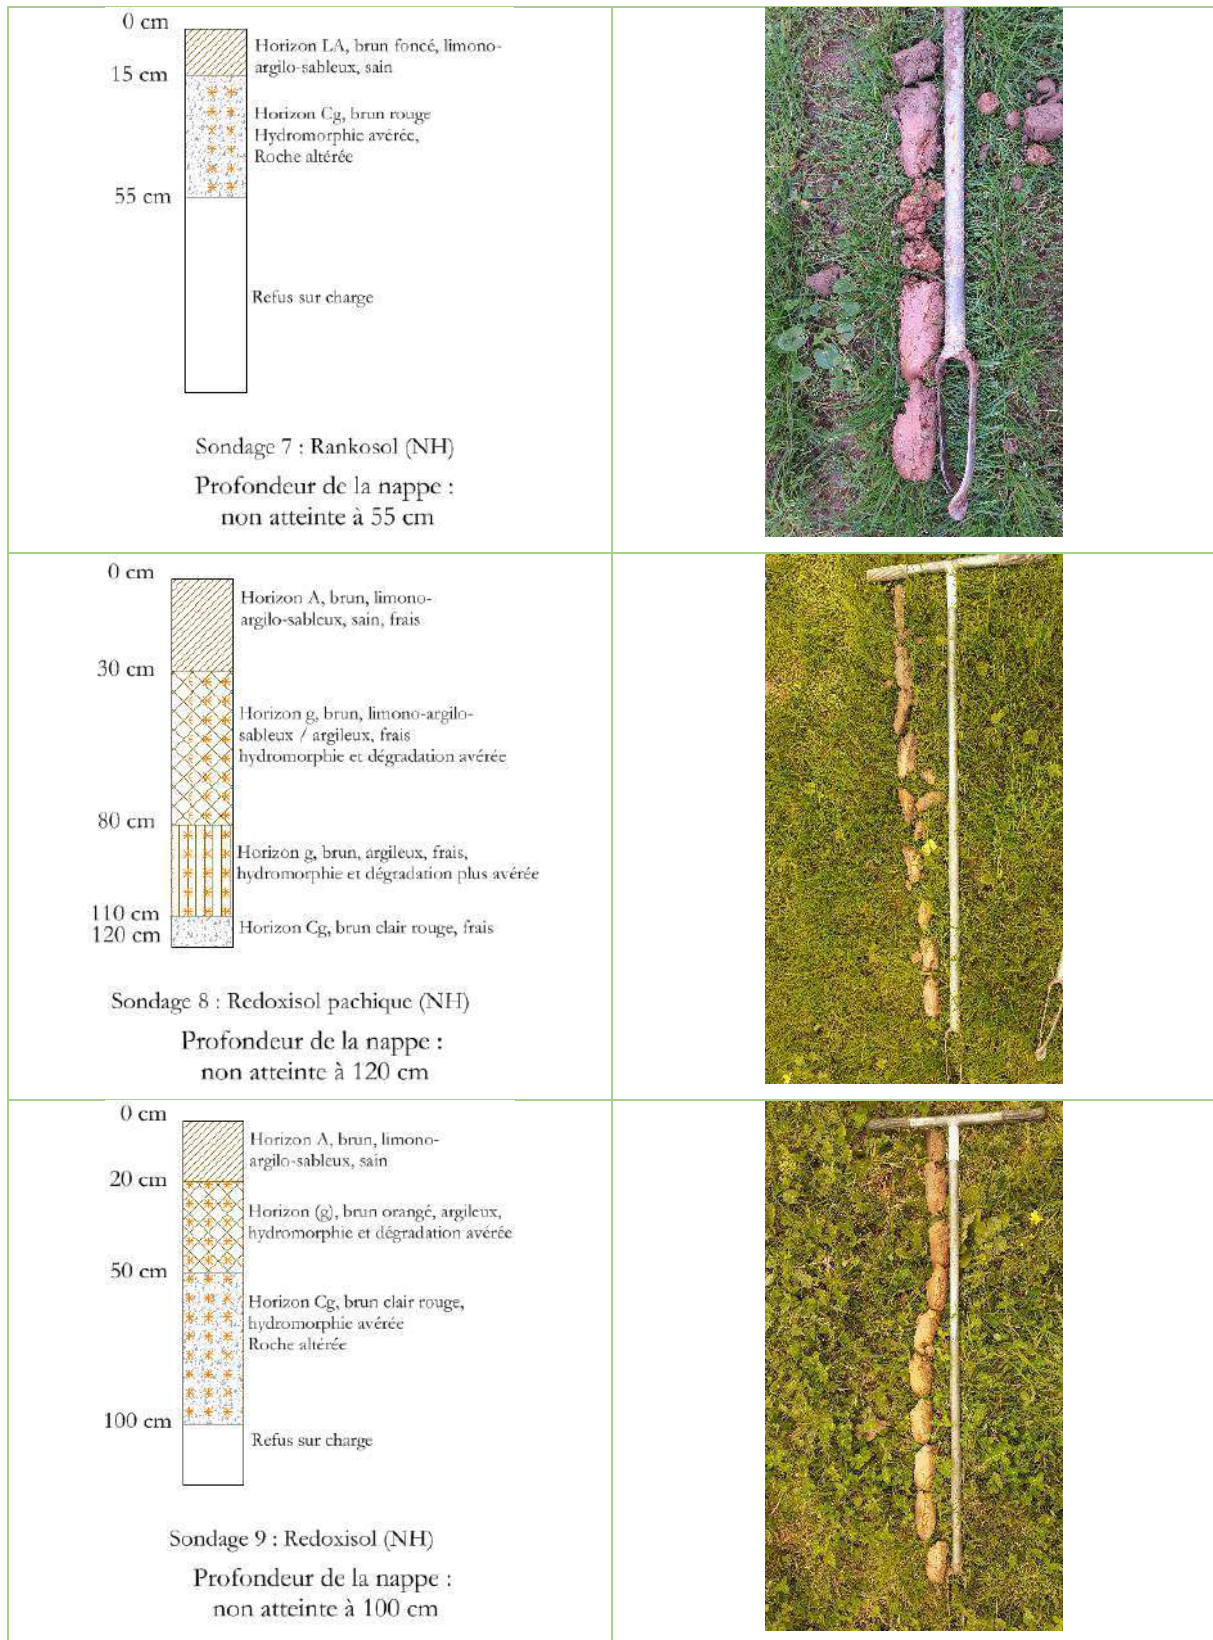 0 cm
Horizon LA, brun foncé, limono-
argilo-sableux, sain
15 cm
Horizon Cg, brun rouge
Hydromorphie avérée,
Roche altérée
55 cm
Refus sur charge
Sondage 7 : Rankosol (NH)
Profondeur de la nappe :
non atteinte à 55 cm
0 cm
Horizon A, brun, limono-
argilo-sableux, sain, frais
30 cm
Horizon g, brun, limono-argilo-
sableux / argileux, frais
hydromorphie et dégradation avérée
80 cm
Horizon g, brun, argileux, frais,
hydromorphie et dégradation plus avérée
110 cm
120 cm
Horizon Cg, brun clair rouge, frais
Sondage 8 : Redoxisol pachique (NH)
Profondeur de la nappe :
non atteinte à 120 cm
0 cm
Horizon A, brun, limono-
argilo-sableux, sain
20 cm
Horizon (g), brun orangé, argileux,
hydromorphie et dégradation avérée
50 cm
Horizon Cg, brun clair rouge,
hydromorphie avérée
Roche altérée
100 cm
Refus sur charge
Sondage 9 : Redoxisol (NH)
Profondeur de la nappe :
non atteinte à 100 cm